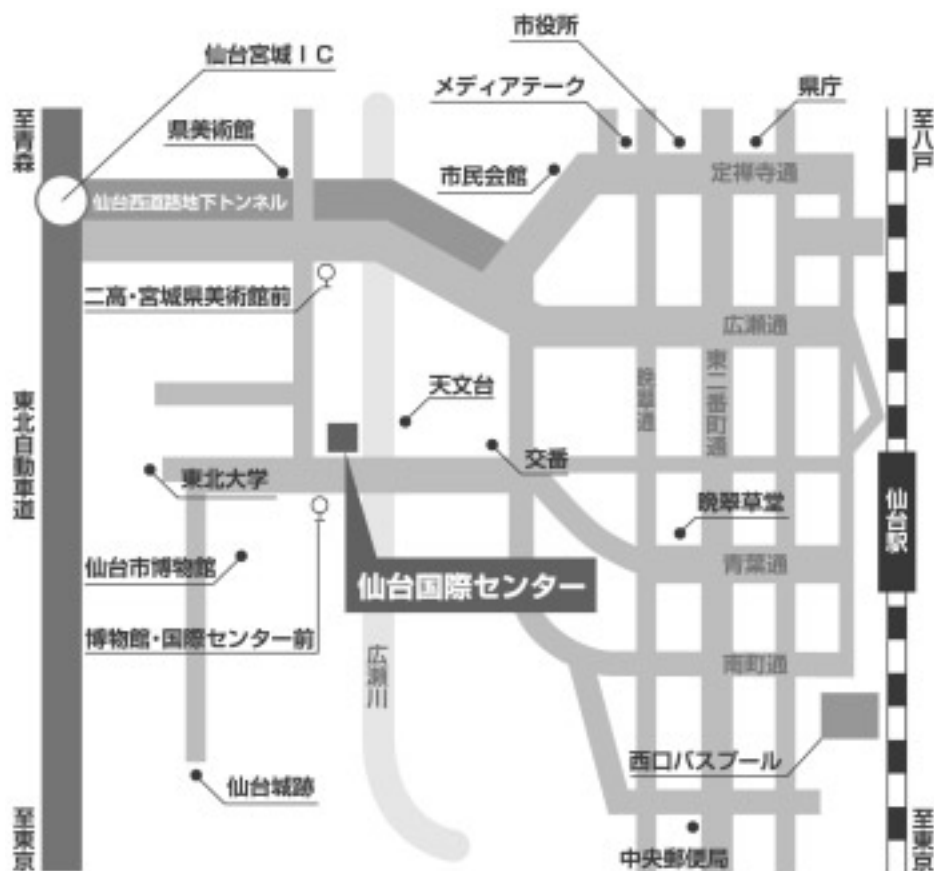 市役所
仙台宮城IC
メディアテーク
県庁
至青森
至八戸
県美術館
市民会館
定禅寺通
仙台西道路地下トンネル
二高・宮城県美術館前
広瀬通
東二番町通
晩翠通
天文台
東北自動車道
交番
東北大学
晩翠草堂
仙台駅
仙台市博物館
青葉通
仙台国際センター
博物館・国際センター前
広瀬川
南町通
西口バスプール
仙台城跡
至東京
至東京
中央郵便局